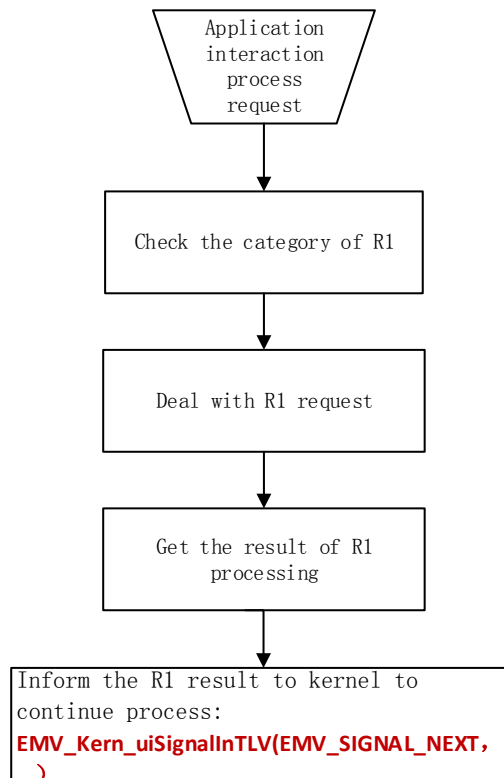 Application
interaction
process
request
Check the category of R1
Deal with R1 request
Get the result of R1
processing
Inform the R1 result to kernel to
continue process:
EMV_Kern_uiSignalInTLV(EMV_SIGNAL_NEXT，
…）